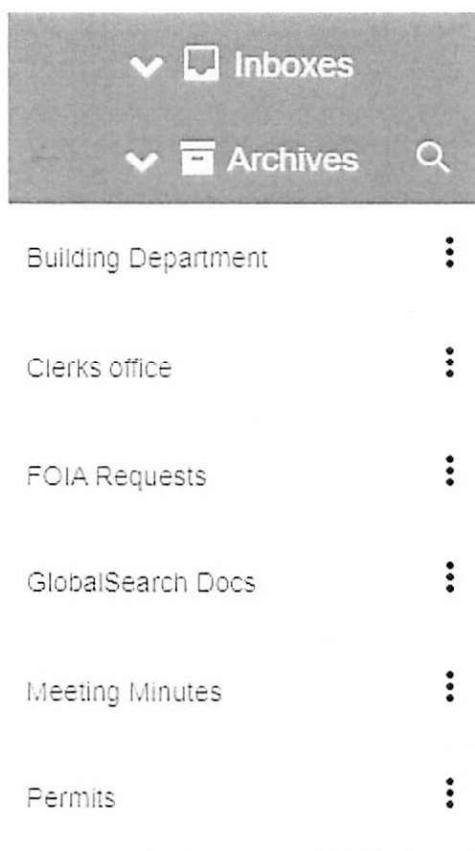 Inboxes
Archives
Building Department
Clerks office
FOIA Requests
GlobalSearch Docs
Meeting Minutes
Permits